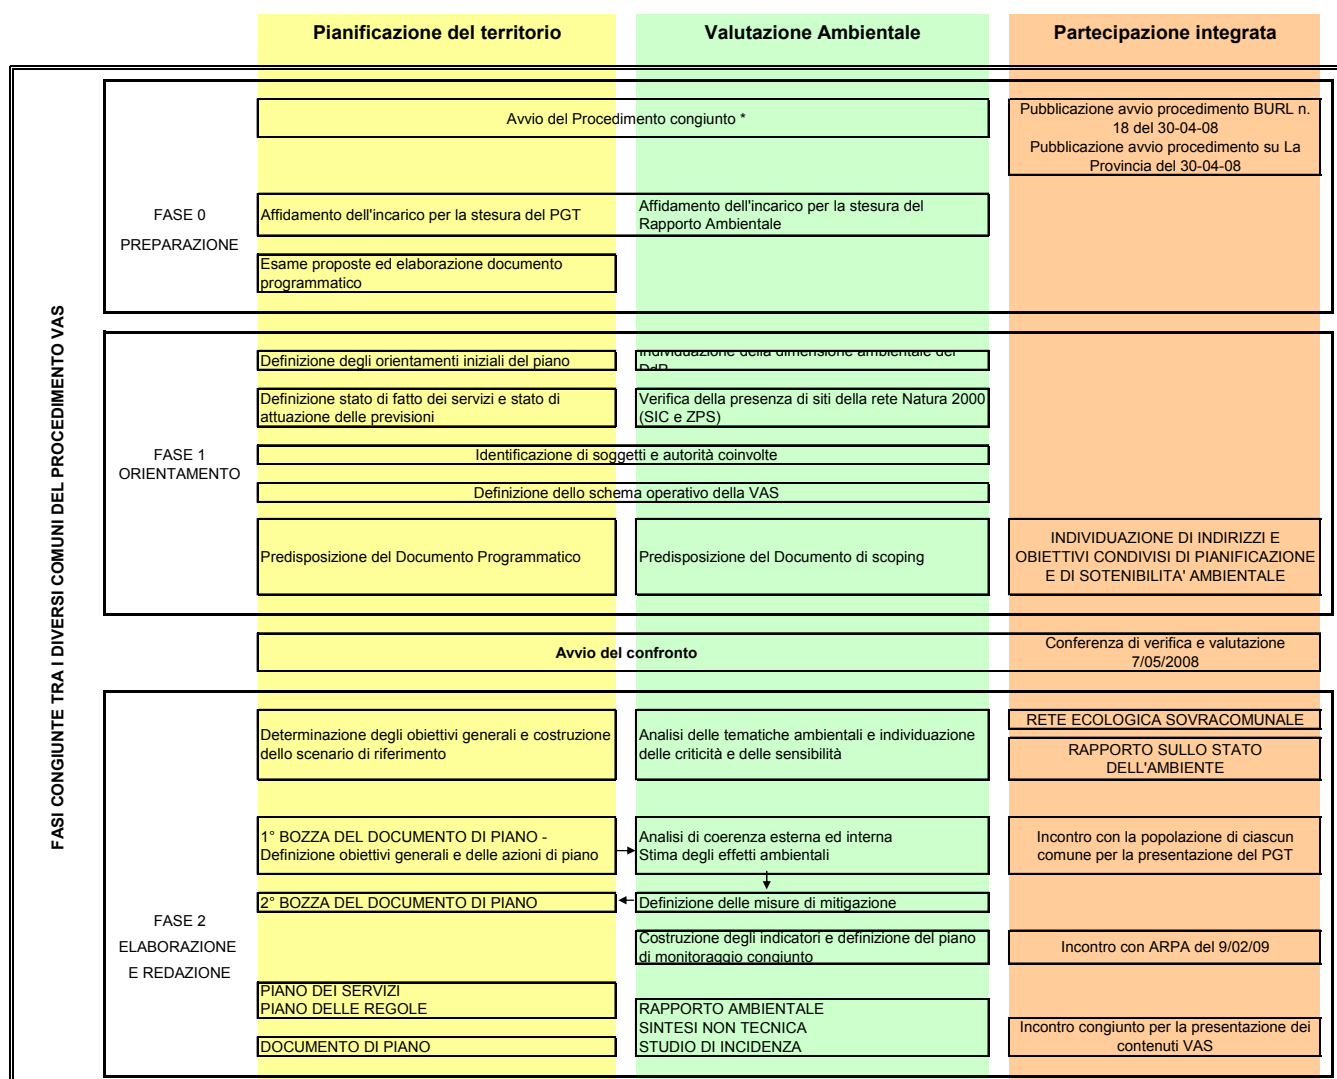 Pianificazione del territorio
Valutazione Ambientale
Partecipazione integrata
FASI CONGIUNTE TRA I DIVERSI COMUNI DEL PROCEDIMENTO VAS
FASE 0
PREPARAZIONE
Avvio del Procedimento congiunto *
Pubblicazione avvio procedimento BURL n.
18 del 30-04-08
Pubblicazione avvio procedimento su La
Provincia del 30-04-08
Affidamento dell'incarico per la stesura del PGT
Affidamento dell'incarico per la stesura del
Rapporto Ambientale
Esame proposte ed elaborazione documento
programmatico
FASE 1
ORIENTAMENTO
Definizione degli orientamenti iniziali del piano
Individuazione della dimensione ambientale del
DdP
Definizione stato di fatto dei servizi e stato di
attuazione delle previsioni
Verifica della presenza di siti della rete Natura 2000
(SIC e ZPS)
Identificazione di soggetti e autorità coinvolte
Definizione dello schema operativo della VAS
Predisposizione del Documento Programmatico
Predisposizione del Documento di scoping
INDIVIDUAZIONE DI INDIRIZZI E
OBIETTIVI CONDIVISI DI PIANIFICAZIONE
E DI SOTENIBILITA' AMBIENTALE
Avvio del confronto
Conferenza di verifica e valutazione
7/05/2008
FASE 2
ELABORAZIONE
E REDAZIONE
Determinazione degli obiettivi generali e costruzione
dello scenario di riferimento
Analisi delle tematiche ambientali e individuazione
delle criticità e delle sensibilità
RETE ECOLOGICA SOVRACOMUNALE
RAPPORTO SULLO STATO
DELL'AMBIENTE
1° BOZZA DEL DOCUMENTO DI PIANO -
Definizione obiettivi generali e delle azioni di piano
Analisi di coerenza esterna ed interna
Stima degli effetti ambientali
Incontro con la popolazione di ciascun
comune per la presentazione del PGT
2° BOZZA DEL DOCUMENTO DI PIANO
Definizione delle misure di mitigazione
Costruzione degli indicatori e definizione del piano
di monitoraggio congiunto
Incontro con ARPA del 9/02/09
PIANO DEI SERVIZI
PIANO DELLE REGOLE
DOCUMENTO DI PIANO
RAPPORTO AMBIENTALE
SINTESI NON TECNICA
STUDIO DI INCIDENZA
Incontro congiunto per la presentazione dei
contenuti VAS